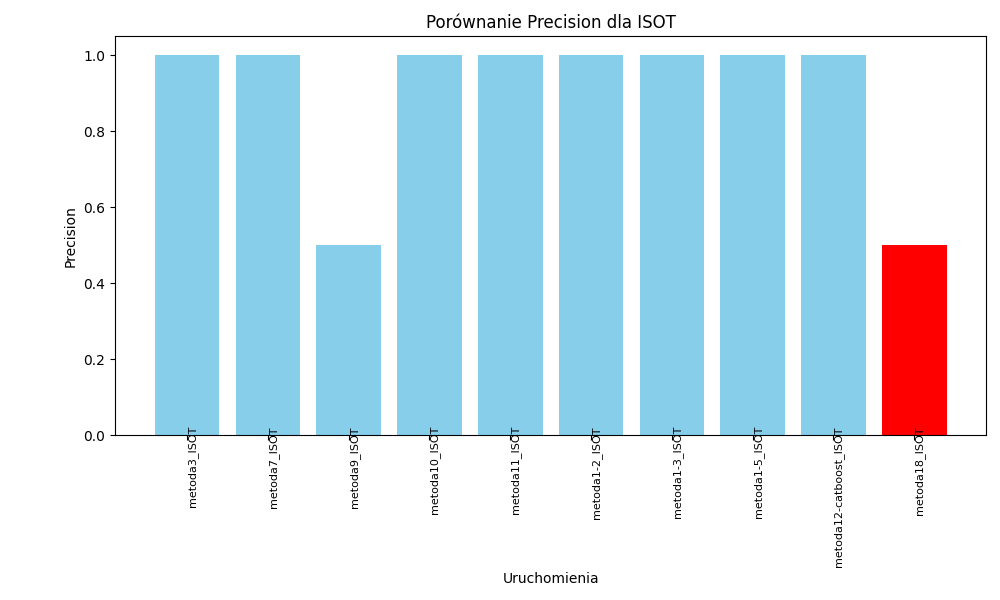 Porównanie Precision dla ISOT
1.0
0.8
0.6
0.4
0.2
0.0
Precision
metoda3_ISOT
metoda7_ISOT
metoda9_ISOT
metoda10_ISOT
metoda11_ISOT
metoda1-2_ISOT
metoda1-3_ISOT
metoda1-5_ISOT
metoda12-catboost_ISOT
metoda18_ISOT
Uruchomienia